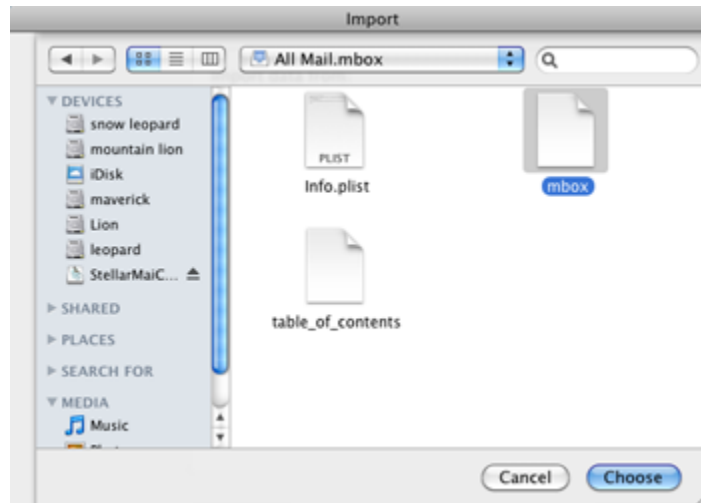 Import
All Mail.mbox
DEVICES
snow leopard
mountain lion
iDisk
maverick
Lion
leopard
StellarMaiC...
SHARED
PLACES
SEARCH FOR
MEDIA
Music
PLIST
Info.plist
mbox
table_of_contents
Cancel
Choose